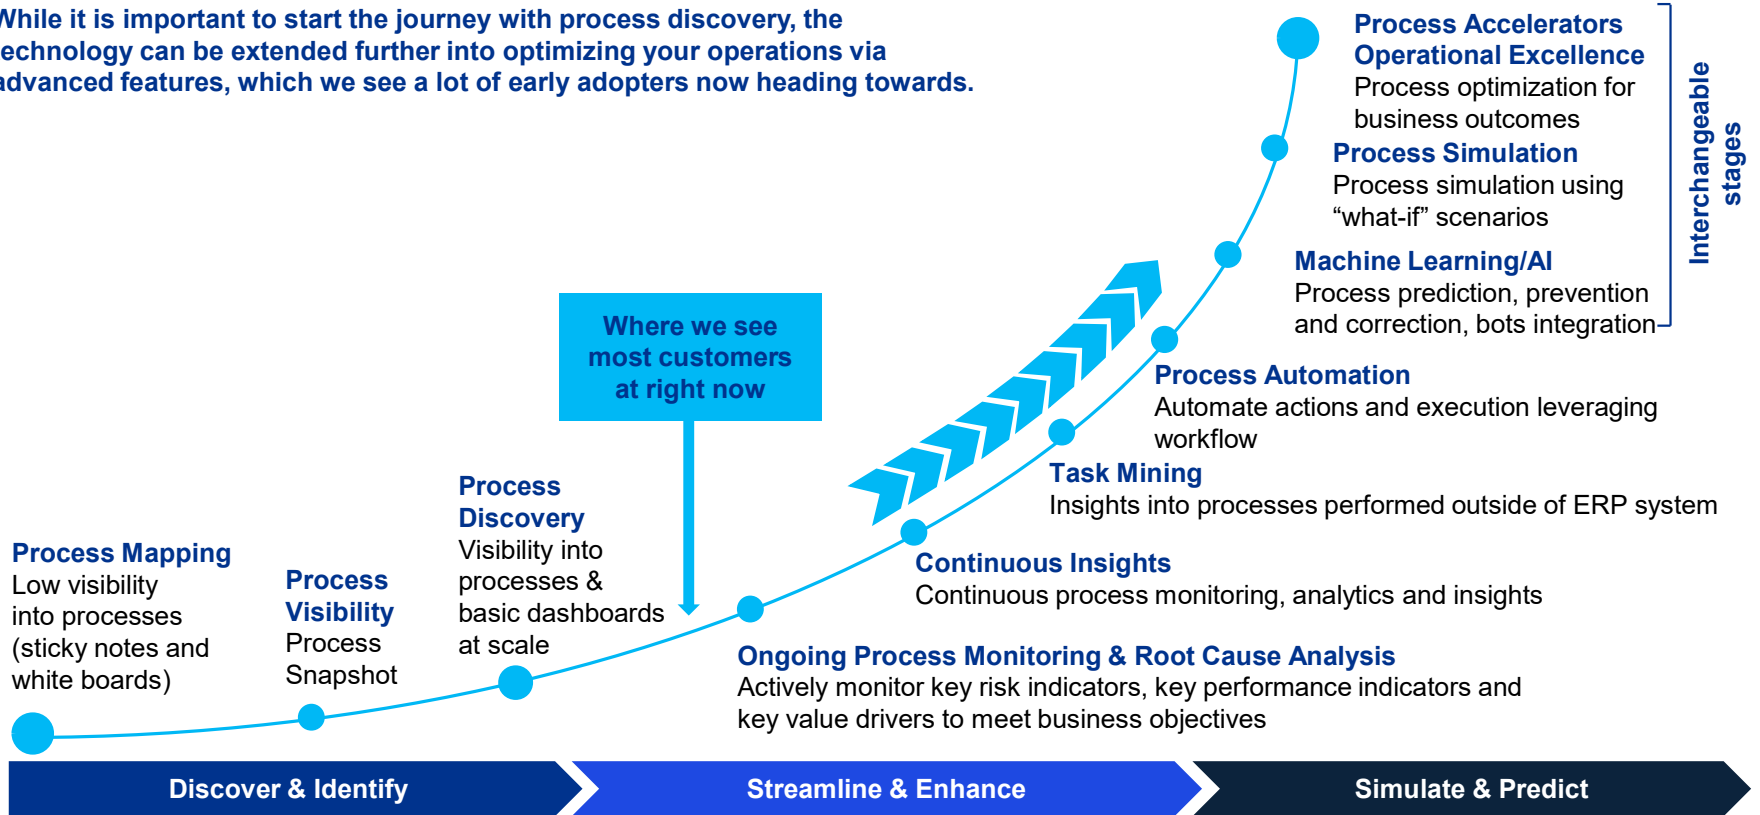 While it is important to start the journey with process discovery, the
technology can be extended further into optimizing your operations via
advanced features, which we see a lot of early adopters now heading towards.
Process Accelerators
Operational Excellence
Process optimization for
business outcomes
Process Simulation
Process simulation using
“what-if” scenarios
Machine Learning/AI
Process prediction, prevention
and correction, bots integration
Interchangeable
stages
Where we see
most customers
at right now
Process Automation
Automate actions and execution leveraging
workflow
Task Mining
Insights into processes performed outside of ERP system
Continuous Insights
Continuous process monitoring, analytics and insights
Ongoing Process Monitoring & Root Cause Analysis
Actively monitor key risk indicators, key performance indicators and
key value drivers to meet business objectives
Process
Discovery
Visibility into
processes &
basic dashboards
at scale
Process
Visibility
Process
Snapshot
Process Mapping
Low visibility
into processes
(sticky notes and
white boards)
Discover & Identify
Streamline & Enhance
Simulate & Predict